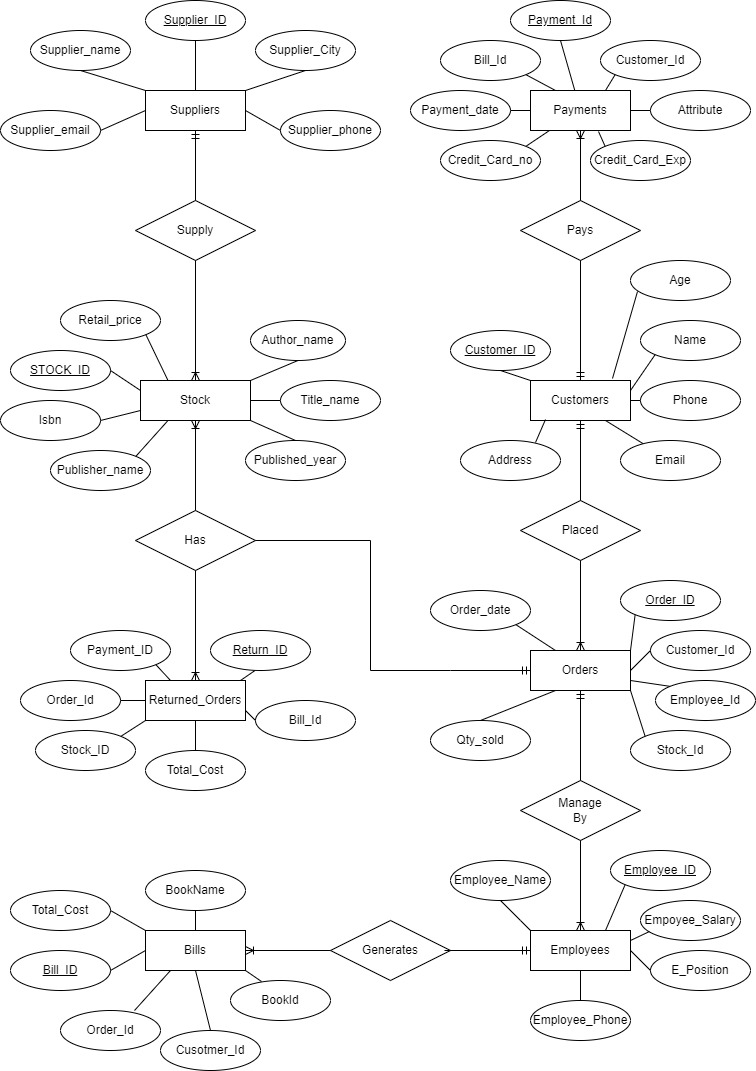 Supplier_ID
Payment_Id
Supplier_name
Supplier_City
Bill_Id
Customer_Id
Suppliers
Payment_date
Payments
Attribute
Supplier_email
Supplier_phone
Credit_Card_no
Credit_Card_Exp
Supply
Pays
Age
Retail_price
Author_name
Name
Customer_ID
STOCK_ID
Stock
Title_name
Customers
Phone
Isbn
Publisher_name
Published_year
Address
Email
Placed
Has
Order_date
Order_ID
Payment_ID
Return_ID
Customer_Id
Orders
Order_Id
Returned_Orders
Employee_Id
Bill_Id
Stock_ID
Qty_sold
Stock_Id
Total_Cost
Manage
By
Employee_ID
Employee_Name
BookName
Total_Cost
Empoyee_Salary
Bills
Generates
Employees
Bill_ID
E_Position
BookId
Employee_Phone
Order_Id
Cusotmer_Id